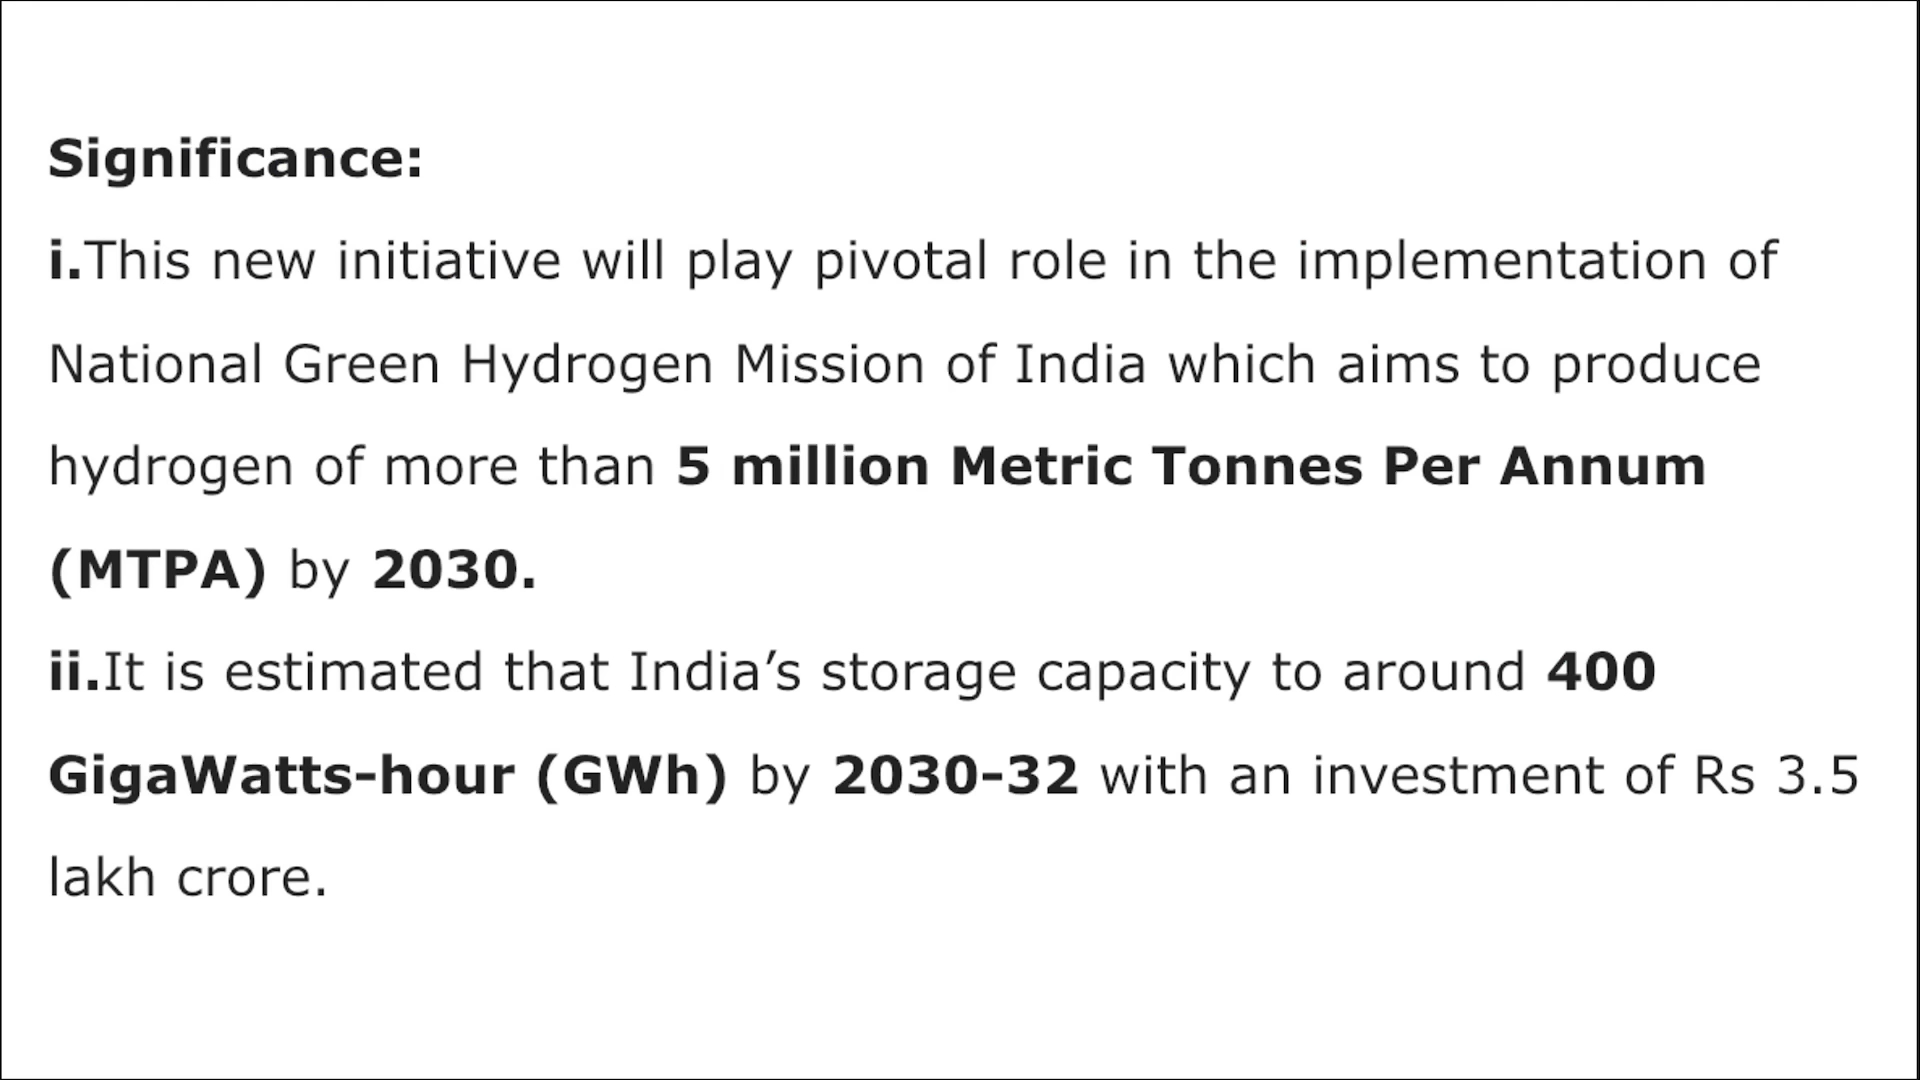 Significance:
i.This new initiative will play pivotal role in the implementation of
National Green Hydrogen Mission of India which aims to produce
hydrogen of more than 5 million Metric Tonnes Per Annum
(MTPA) by 2030.
ii.It is estimated that India’s storage capacity to around 400
GigaWatts-hour (GWh) by 2030-32 with an investment of Rs 3.5
lakh crore.